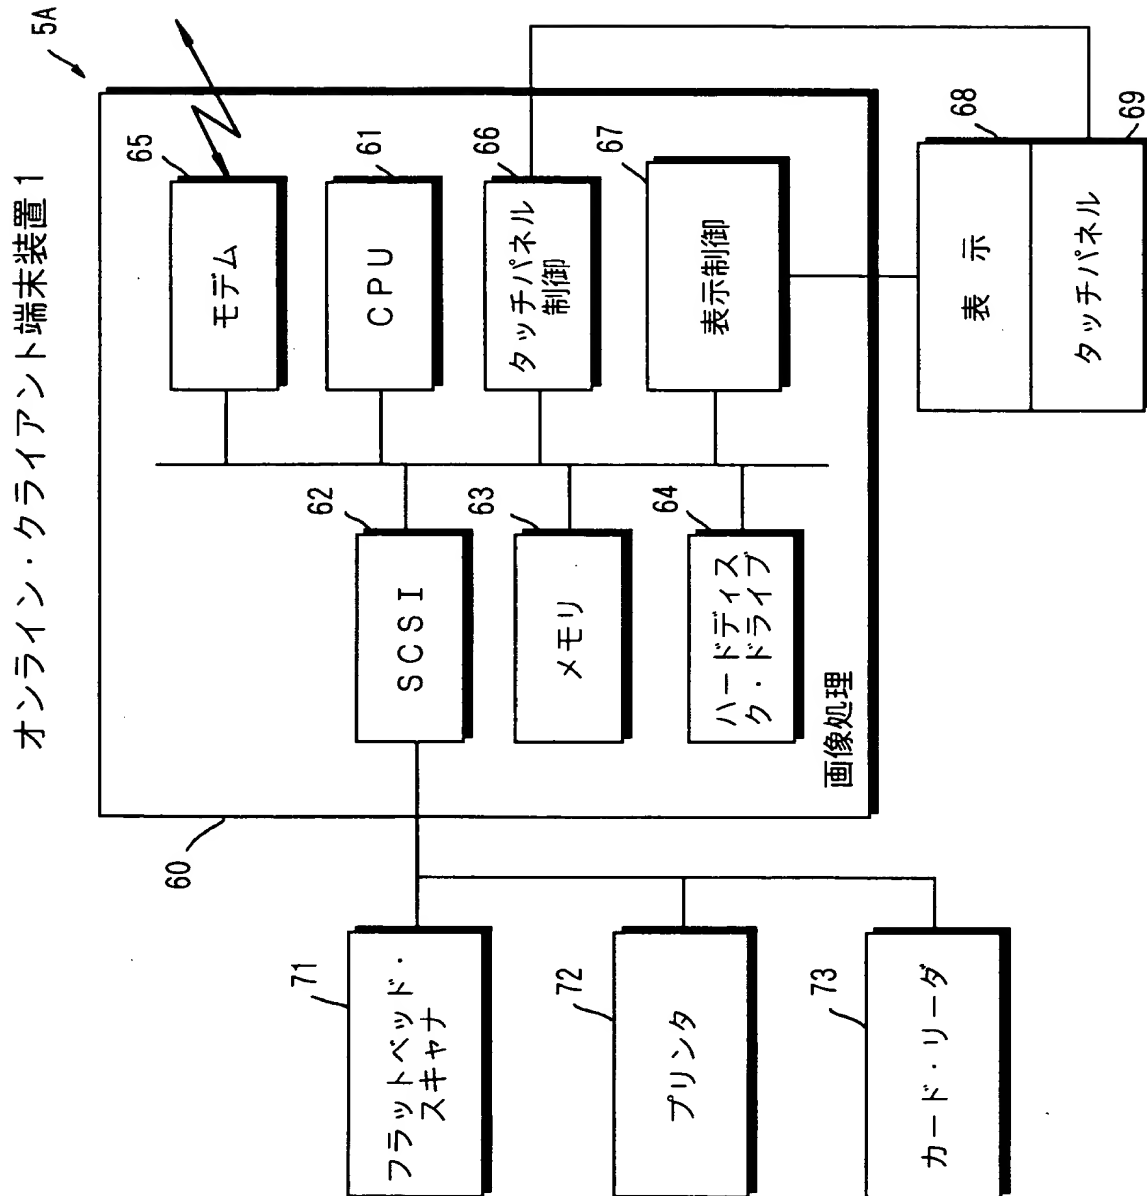 オンライン・クライアント端末装置1
5A
65
モデム
61
CPU
66
タッチパネル
制御
67
表示制御
62
SCSI
63
メモリ
64
ハードディス
ク・ドライブ
画像処理
60
68
表 示
69
タッチパネル
71
フラットベッド・
スキャナ
72
プリンタ
73
カード・リーダ